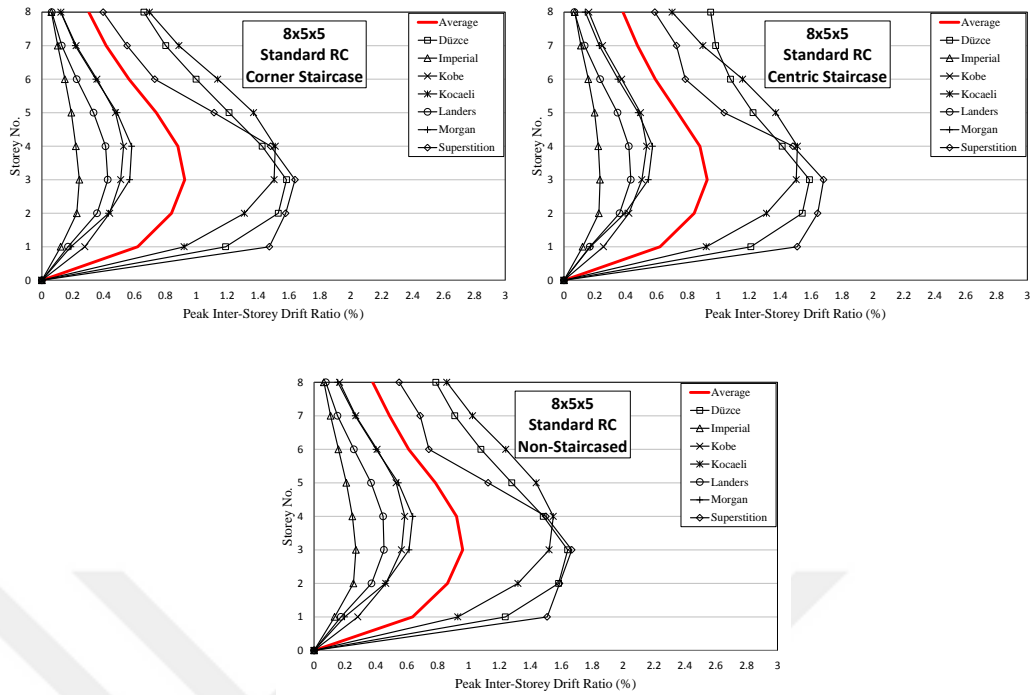 8
7
6
5
4
3
2
1
0
Storey No.
8x5x5
Standard RC
Corner Staircase
Average
Düzce
Imperial
Kobe
Kocaeli
Landers
Morgan
Superstition
0 0.2 0.4 0.6 0.8 1 1.2 1.4 1.6 1.8 2 2.2 2.4 2.6 2.8 3
Peak Inter-Storey Drift Ratio (%)
8
7
6
5
4
3
2
1
0
Storey No.
8x5x5
Standard RC
Centric Staircase
Average
Düzce
Imperial
Kobe
Kocaeli
Landers
Morgan
Superstition
0 0.2 0.4 0.6 0.8 1 1.2 1.4 1.6 1.8 2 2.2 2.4 2.6 2.8 3
Peak Inter-Storey Drift Ratio (%)
8
7
6
5
4
3
2
1
0
Storey No.
8x5x5
Standard RC
Non-Staircased
Average
Düzce
Imperial
Kobe
Kocaeli
Landers
Morgan
Superstition
0 0.2 0.4 0.6 0.8 1 1.2 1.4 1.6 1.8 2 2.2 2.4 2.6 2.8 3
Peak Inter-Storey Drift Ratio (%)